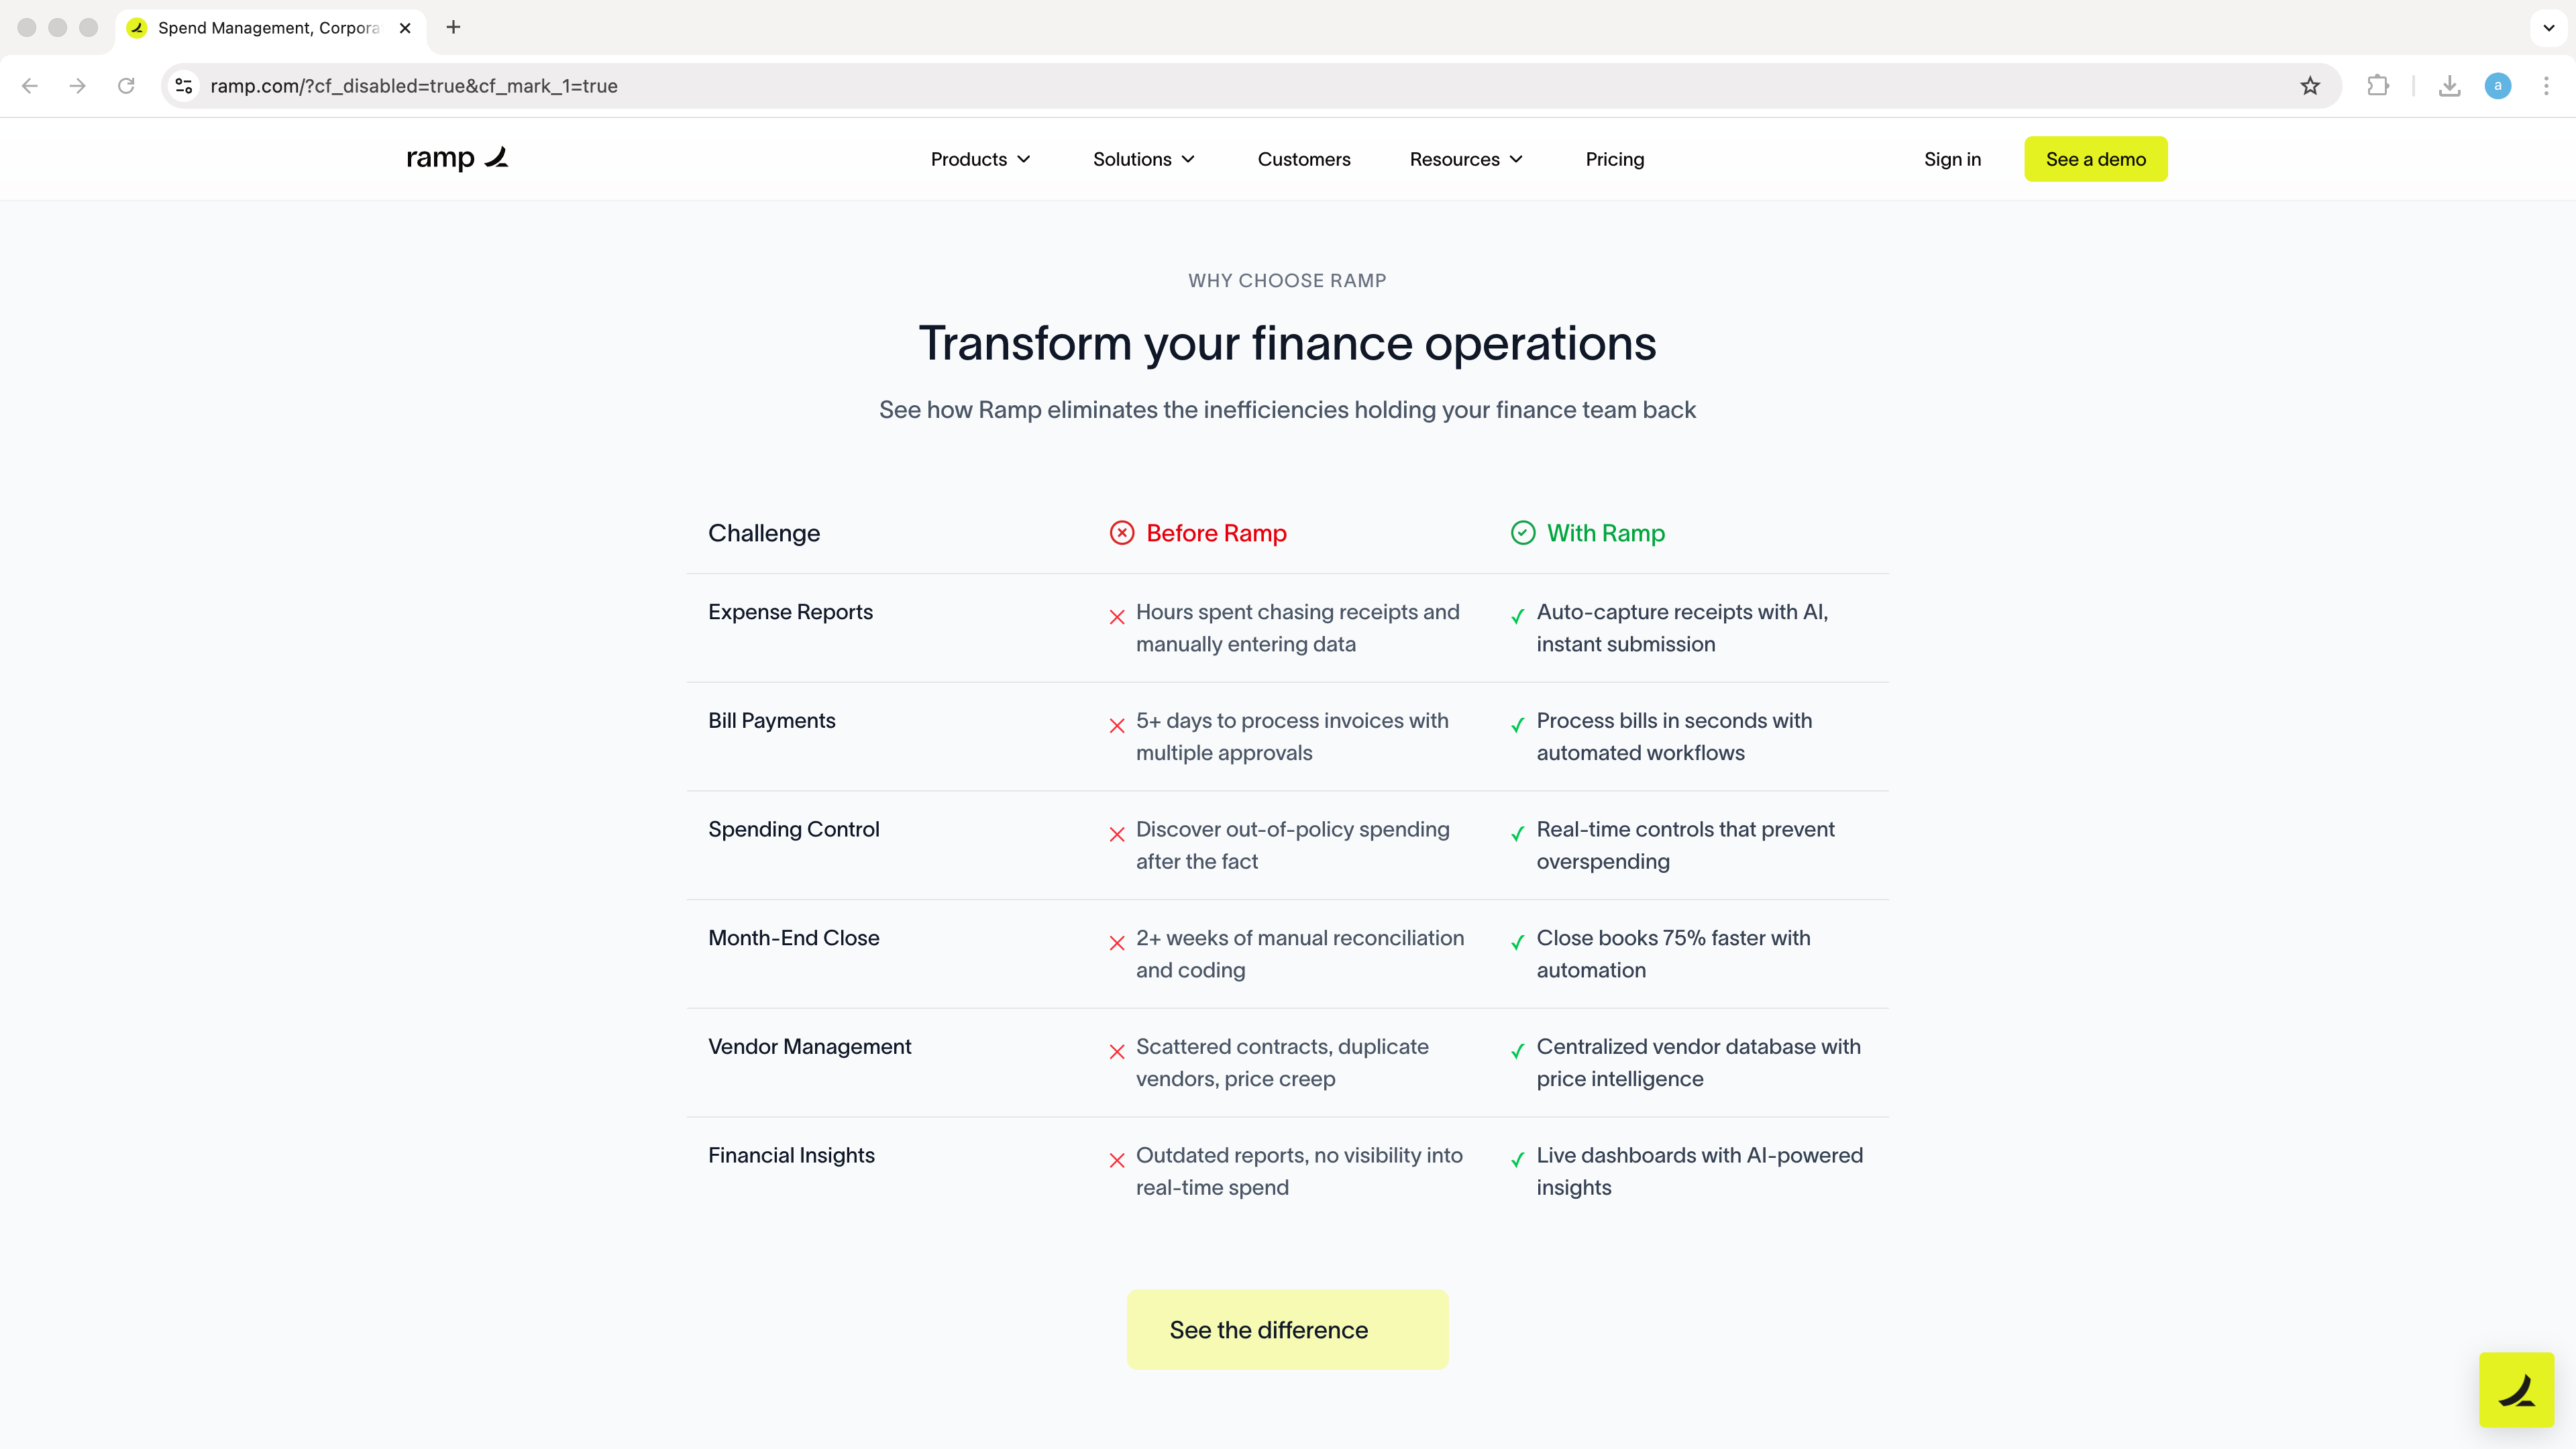 Spend Management, Corpora
ramp.com/?cf_disabled=true&cf_mark_1=true
a
ramp
Products
Solutions
Customers
Resources
Pricing
Sign in
See a demo
WHY CHOOSE RAMP
Transform your finance operations
See how Ramp eliminates the inefficiencies holding your finance team back
Challenge
Before Ramp
With Ramp
Expense Reports
Hours spent chasing receipts and
manually entering data
Auto-capture receipts with AI,
instant submission
Bill Payments
5+ days to process invoices with
multiple approvals
Process bills in seconds with
automated workflows
Spending Control
Discover out-of-policy spending
after the fact
Real-time controls that prevent
overspending
Month-End Close
2+ weeks of manual reconciliation
and coding
Close books 75% faster with
automation
Vendor Management
Scattered contracts, duplicate
vendors, price creep
Centralized vendor database with
price intelligence
Financial Insights
Outdated reports, no visibility into
real-time spend
Live dashboards with AI-powered
insights
See the difference